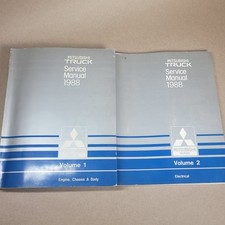 MITSUBISHI
TRUCK
Service
Manual
1988
Volume 1
Engine, Chassis & Body
MITSUBISHI
TRUCK
Service
Manual
1988
Volume 2
Electrical